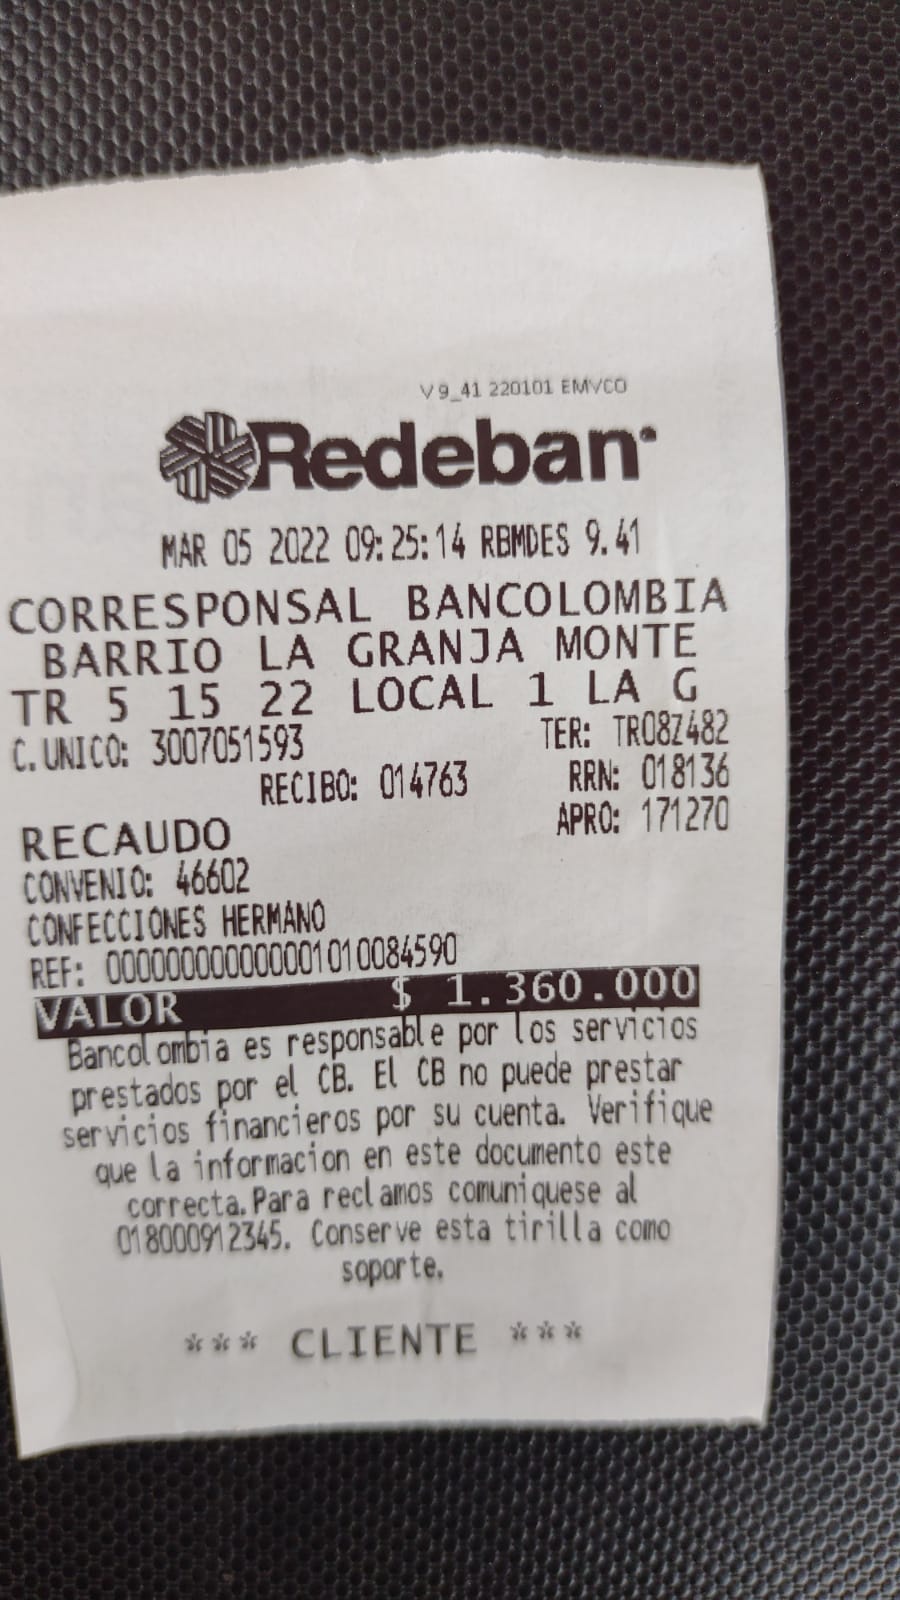 V9_41 220101 EMVCO
Redeban
MAR 05 2022 09:25:14 RBMDES 9.41
CORRESPONSAL BANCOLOMBIA
BARRIO LA GRANJA MONTE
TR 5 15 22 LOCAL 1 LA G
C.UNICO: 3007051593 TER: TR08Z482
RECIBO: 014763 RRN: 018136
RECAUDO APRO: 171270
CONVENIO: 46602
CONFECCIONES HERMANO
REF: 000000000000001010084590
VALOR $ 1.360.000
Bancolombia es responsable por los servicios
prestados por el CB. El CB no puede prestar
servicios financieros por su cuenta. Verifique
que la informacion en este documento este
correcta.Para reclamos comuniquese al
018000912345. Conserve esta tirilla como
soporte.
*** CLIENTE ***